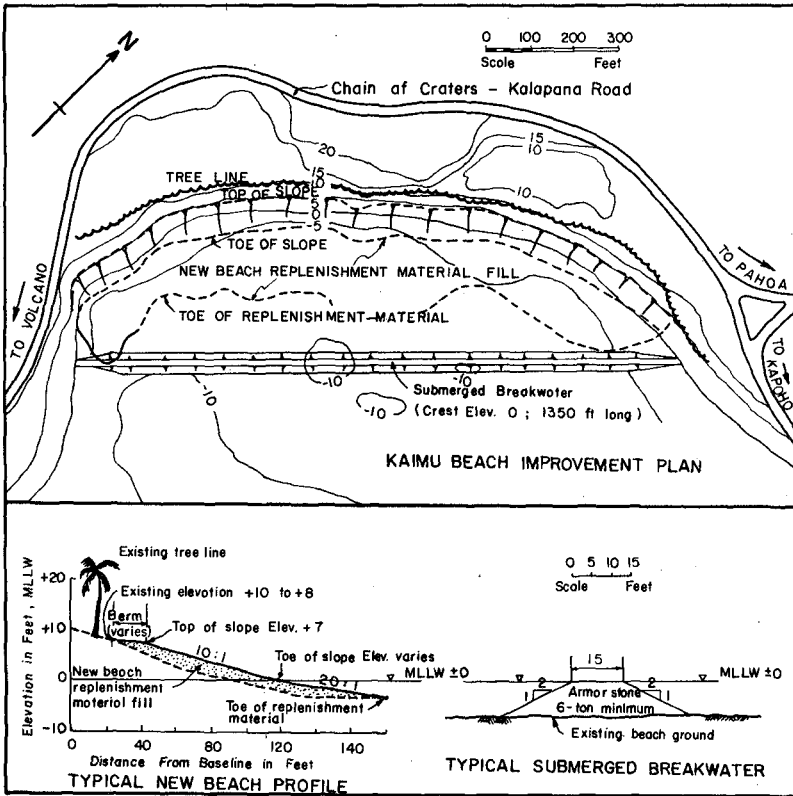 N
0 100 200 300
Scale Feet
Chain af Craters - Kalapana Road
20
15
10
10
TREE LINE
15
10
TOP OF SLOPE
5
0
-5
TOE OF SLOPE
NEW BEACH REPLENISHMENT MATERIAL FILL
TOE OF REPLENISHMENT MATERIAL
TO VOLCANO
TO PAHOA
TO KAPOHO
-10
-10
-10
Submerged Breakwater
(Crest Elev. 0 ; 1350 ft long)
-10
KAIMU BEACH IMPROVEMENT PLAN
Existing tree line
Existing elevation +10 to +8
Berm
(varies)
Top of slope Elev. +7
10:1
Toe of slope Elev. varies
20:1
MLLW ±0
New beach
replenishment
material fill
Toe of replenishment
material
Elevation in Feet, MLLW
+20
+10
0
-10
0 40 80 100 140
Distance From Baseline in Feet
TYPICAL NEW BEACH PROFILE
0 5 10 15
Scale Feet
15
MLLW ±0
2
1
2
1
Armor stone
6-ton minimum
Existing beach ground
TYPICAL SUBMERGED BREAKWATER